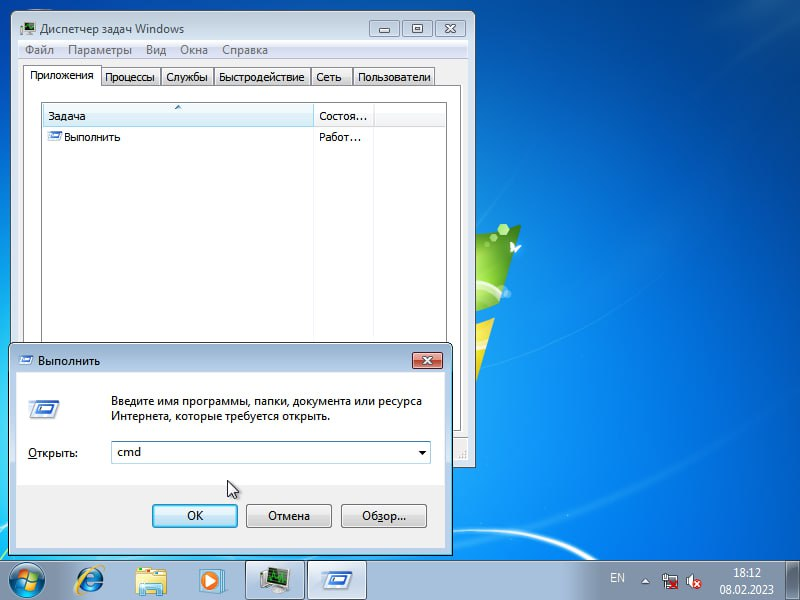 Диспетчер задач Windows
Файл Параметры Вид Окна Справка
Приложения Процессы Службы Быстродействие Сеть Пользователи
Задача Состоя...
Выполнить Работ...
Выполнить
Введите имя программы, папки, документа или ресурса
Интернета, которые требуется открыть.
Открыть: cmd
ОК Отмена Обзор...
EN 18:12
08.02.2023